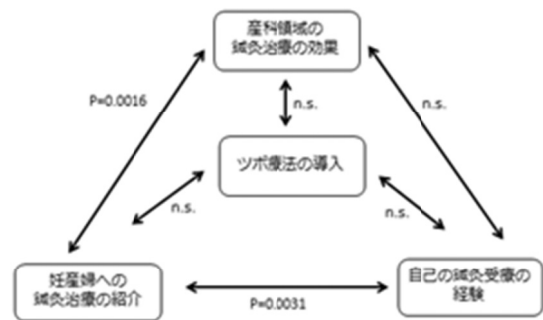 産科領域の
鍼灸治療の効果
P=0.0016
n.s.
n.s.
ツボ療法の導入
n.s.
n.s.
妊産婦への
鍼灸治療の紹介
P=0.0031
自己の鍼灸受療の
経験